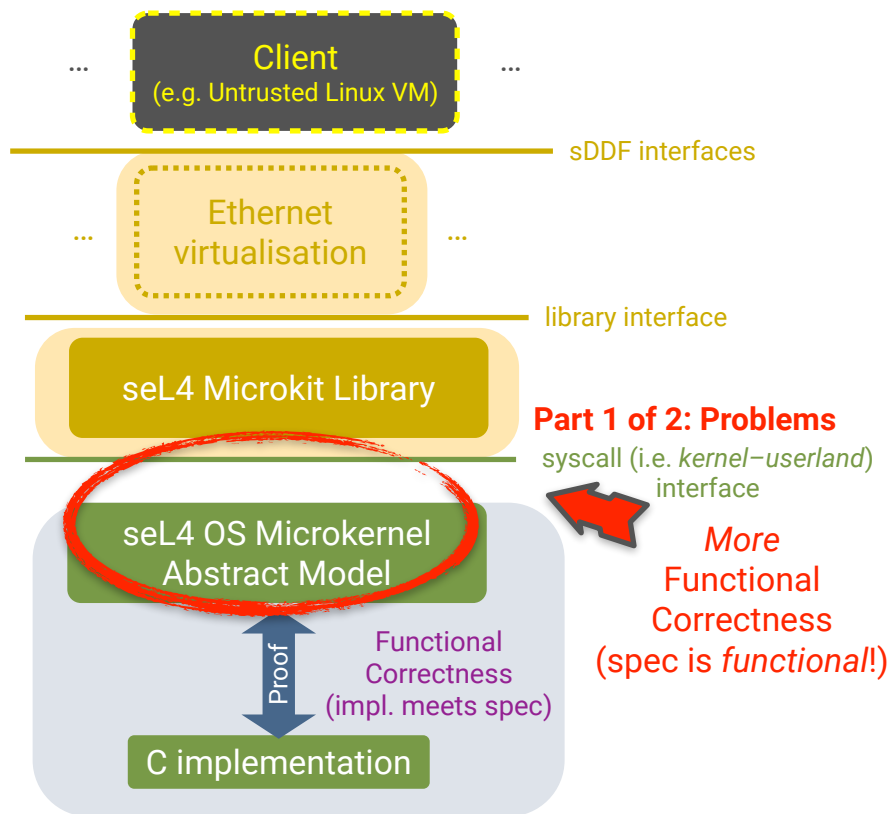 ...
Client
...
(e.g. Untrusted Linux VM)
sDDF interfaces
Ethernet
virtualisation
...
...
library interface
seL4 Microkit Library
Part 1 of 2: Problems
syscall (i.e. kernel–userland)
interface
seL4 OS Microkernel
Abstract Model
More
Functional
Correctness
(spec is functional!)
Proof
Functional
Correctness
(impl. meets spec)
C implementation